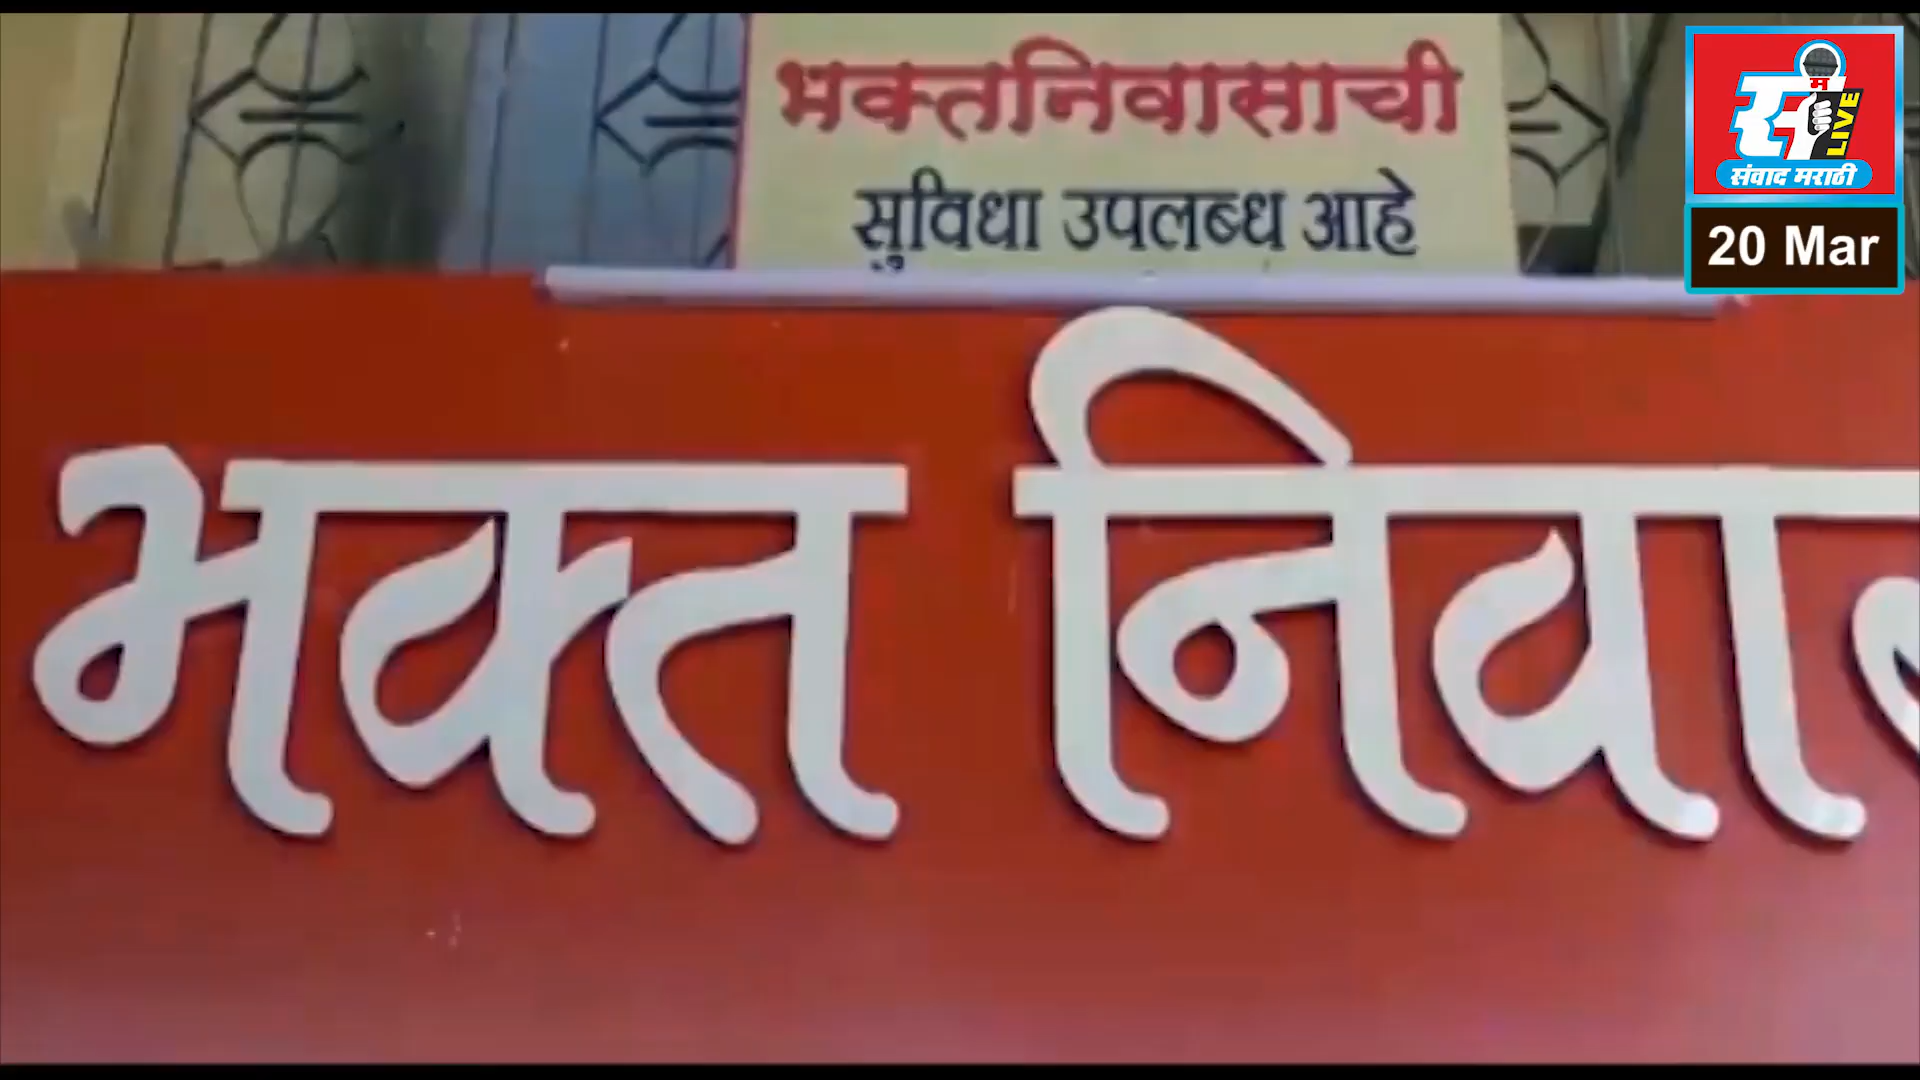 भक्तनिवासाची
सुविधा उपलब्ध आहे
भक्त निवा
स म
LIVE
संवाद मराठी
20 Mar